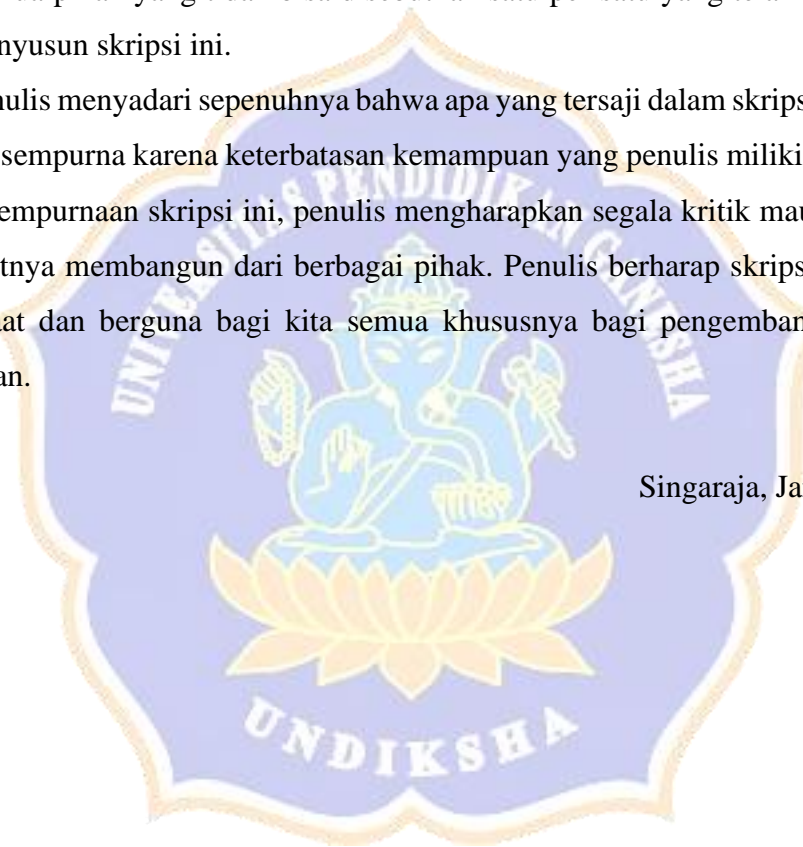 nyusun skripsi ini.
nulis menyadari sepenuhnya bahwa apa yang tersaji dalam skrips
sempurna karena keterbatasan kemampuan yang penulis miliki
empurnaan skripsi ini, penulis mengharapkan segala kritik mau
tnya membangun dari berbagai pihak. Penulis berharap skrips
at dan berguna bagi kita semua khususnya bagi pengemban
an.
Singaraja, Ja
UNIVERSITAS PENDIDIKAN GANESHA
UNDIKSHA